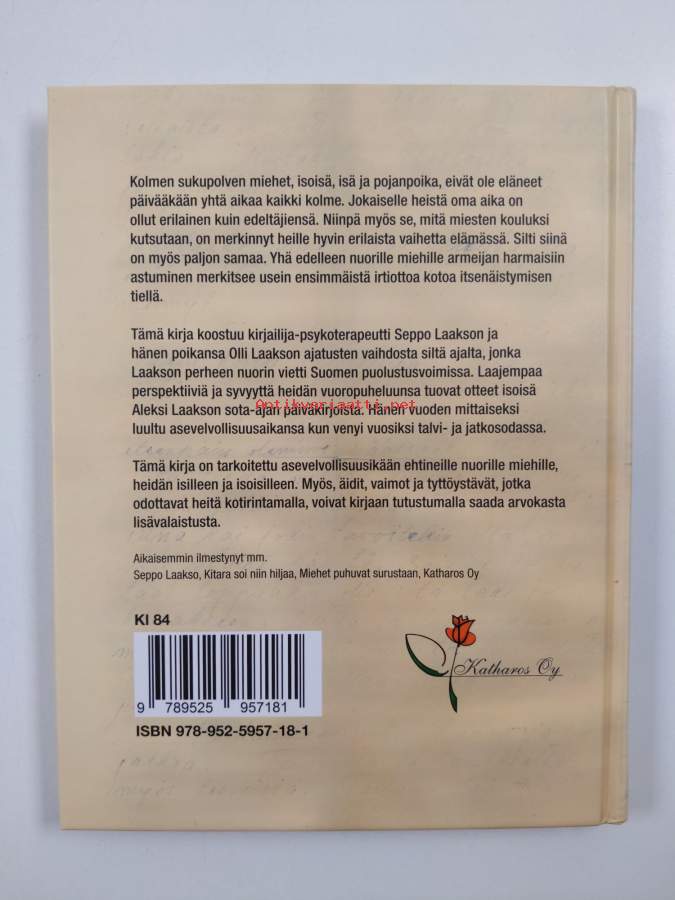 Kolmen sukupolven miehet, isoisä, isä ja pojanpoika, eivät ole eläneet
päivääkään yhtä aikaa kaikki kolme. Jokaiselle heistä oma aika on
ollut erilainen kuin edeltäjiensä. Niinpä myös se, mitä miesten kouluksi
kutsutaan, on merkinnyt heille hyvin erilaista vaihetta elämässä. Silti siinä
on myös paljon samaa. Yhä edelleen nuorille miehille armeijan harmaisiin
astuminen merkitsee usein ensimmäistä irtiottoa kotoa itsenäistymisen
tiellä.
Tämä kirja koostuu kirjailija-psykoterapeutti Seppo Laakson ja
hänen poikansa Olli Laakson ajatusten vaihdosta siltä ajalta, jonka
Laakson perheen nuorin vietti Suomen puolustusvoimissa. Laajempaa
perspektiiviä ja syvyyttä heidän vuoropuheluunsa tuovat otteet isoisä
Aleksi Laakson sota-ajan päiväkirjoista. Hänen vuoden mittaiseksi
luultu asevelvollisuusaikansa kun venyi vuosiksi talvi- ja jatkosodassa.
Antikvariaatti.net
Tämä kirja on tarkoitettu asevelvollisuusikään ehtineille nuorille miehille,
heidän isilleen ja isoisilleen. Myös, äidit, vaimot ja tyttöystävät, jotka
odottavat heitä kotirintamalla, voivat kirjaan tutustumalla saada arvokasta
lisävalaistusta.
Aikaisemmin ilmestynyt mm.
Seppo Laakso, Kitara soi niin hiljaa, Miehet puhuvat surustaan, Katharos Oy
Kl 84
9 789525 957181
ISBN 978-952-5957-18-1
Katharos Oy